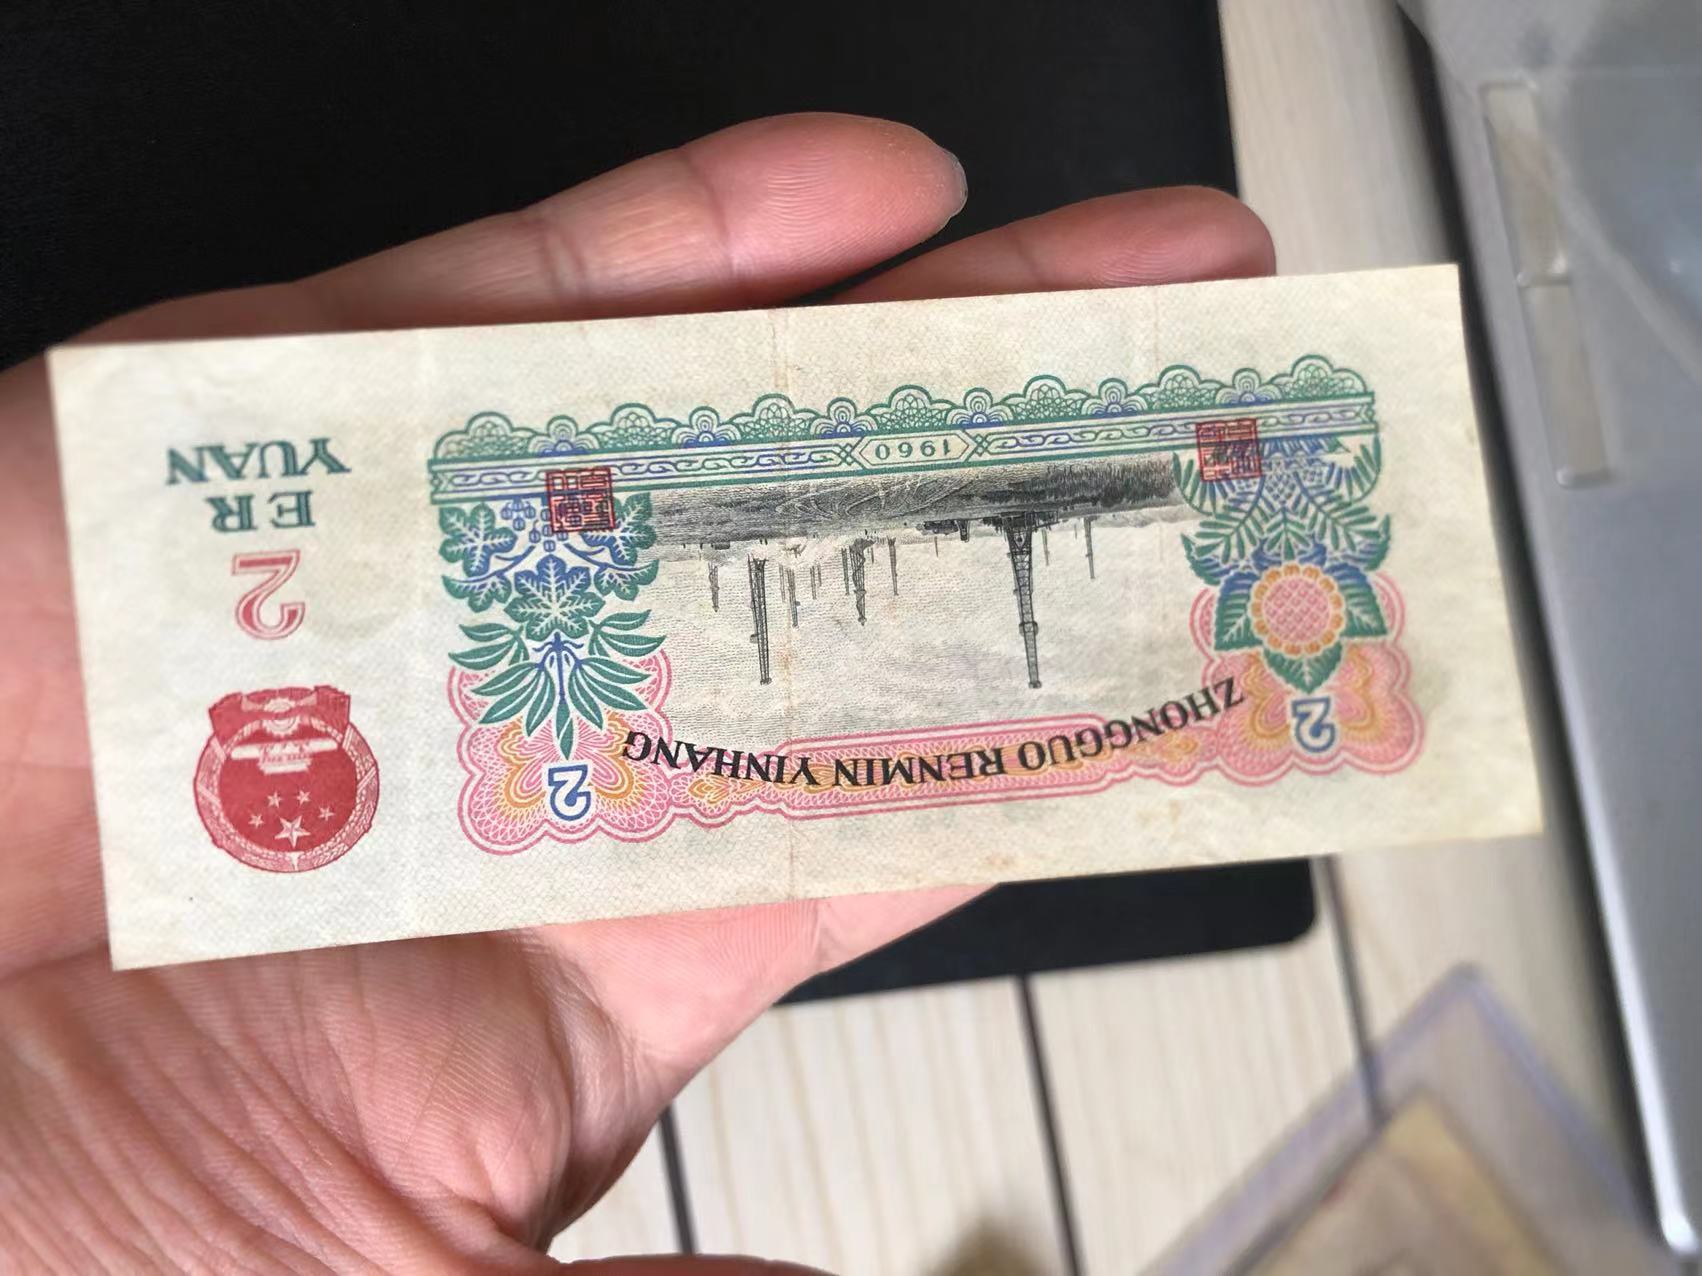 ZHONGGUO RENMIN YINHANG
2
2
1960
2
ER
YUAN